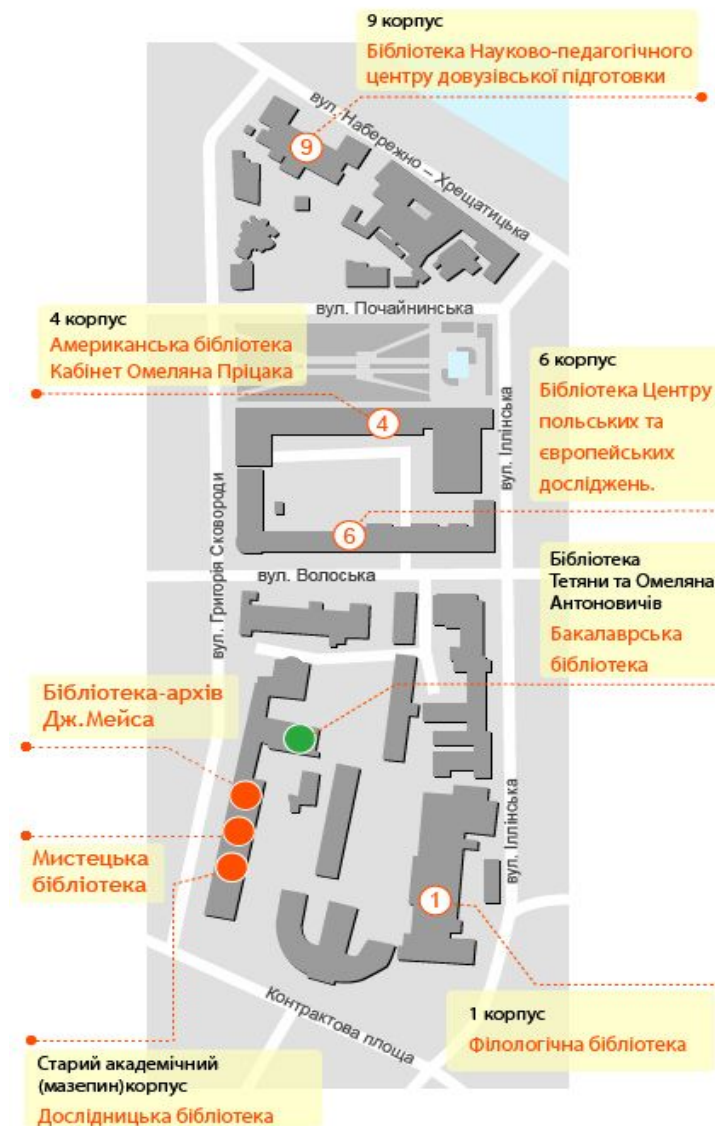 9 корпус
Бібліотека Науково-педагогічного
центру довузівської підготовки
вул. Набережно – Хрещатицька
9
вул. Почайнинська
4 корпус
Американська бібліотека
Кабінет Омеляна Пріцака
4
6 корпус
Бібліотека Центру
польських та
європейських
досліджень.
вул. Іллінська
вул. Григорія Сковороди
6
вул. Волоська
Бібліотека
Тетяни та Омеляна
Антоновичів
Бакалаврська
бібліотека
Бібліотека-архів
Дж.Мейса
Мистецька
бібліотека
вул. Іллінська
1
Контрактова площа
1 корпус
Філологічна бібліотека
Старий академічний
(мазепин)корпус
Дослідницька бібліотека